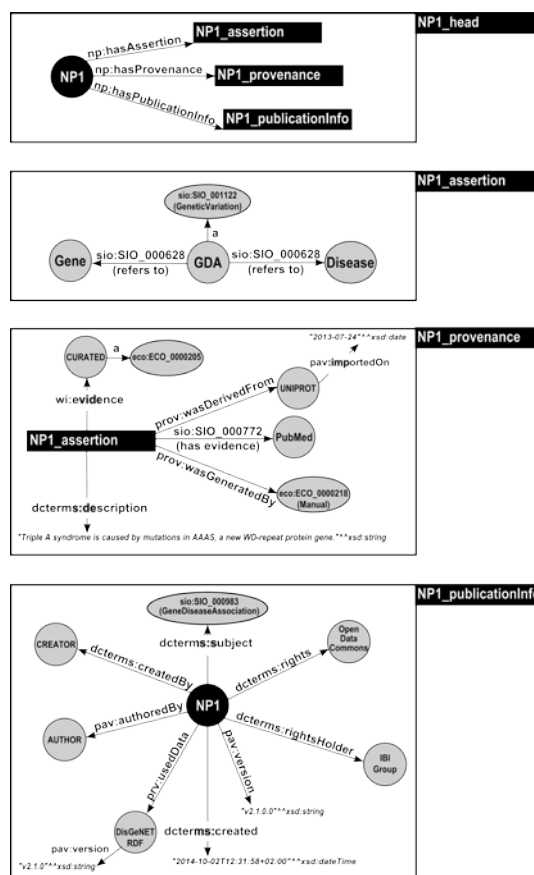 NP1_head
NP1_assertion
np:hasAssertion
NP1
np:hasProvenance
NP1_provenance
np:hasPublicationInfo
NP1_publicationInfo
NP1_assertion
sio:SIO_001122
(GeneticVariation)
a
Gene
sio:SIO_000628
(refers to)
GDA
sio:SIO_000628
(refers to)
Disease
NP1_provenance
"2013-07-24"^^xsd:date
CURATED
a
eco:ECO_0000205
pav:importedOn
wi:evidence
prov:wasDerivedFrom
UNIPROT
NP1_assertion
sio:SIO_000772
(has evidence)
PubMed
prov:wasGeneratedBy
eco:ECO_0000218
(Manual)
dcterms:description
"Triple A syndrome is caused by mutations in AAAS, a new WD-repeat protein gene."^^xsd:string
NP1_publicationInfo
sio:SIO_000983
(GeneDiseaseAssociation)
CREATOR
dcterms:subject
Open
Data
Commons
dcterms:createdBy
dcterms:rights
NP1
AUTHOR
pav:authoredBy
dcterms:rightsHolder
IBI
Group
prv:usedData
pav:version
"v2.1.0.0"^^xsd:string
DisGeNET
RDF
dcterms:created
pav:version
"v2.1.0"^^xsd:string
"2014-10-02T12:31:58+02:00"^^xsd:dateTime